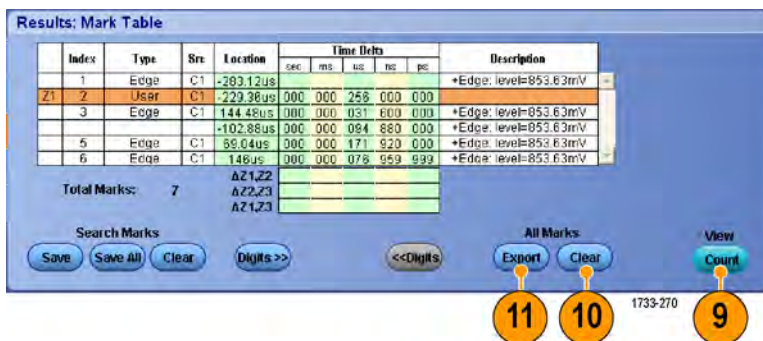 Results: Mark Table
Index Type Src Location Time Delta Description
sec ms us ns ps
1 Edge C1 -283.12us +Edge: level=853.63mV
Z1 2 User C1 -229.36us 000 000 256 000 000
3 Edge C1 144.48us 000 000 031 600 000 +Edge: level=853.63mV
-102.88us 000 000 094 880 000 +Edge: level=853.63mV
5 Edge C1 69.04us 000 000 171 920 000 +Edge: level=853.63mV
6 Edge C1 146us 000 000 076 959 999 +Edge: level=853.63mV
ΔZ1,Z2
Total Marks: 7 ΔZ2,Z3
ΔZ1,Z3
Search Marks All Marks View
Save Save All Clear Digits >> <<Digits Export Clear Count
1733-270
11 10 9